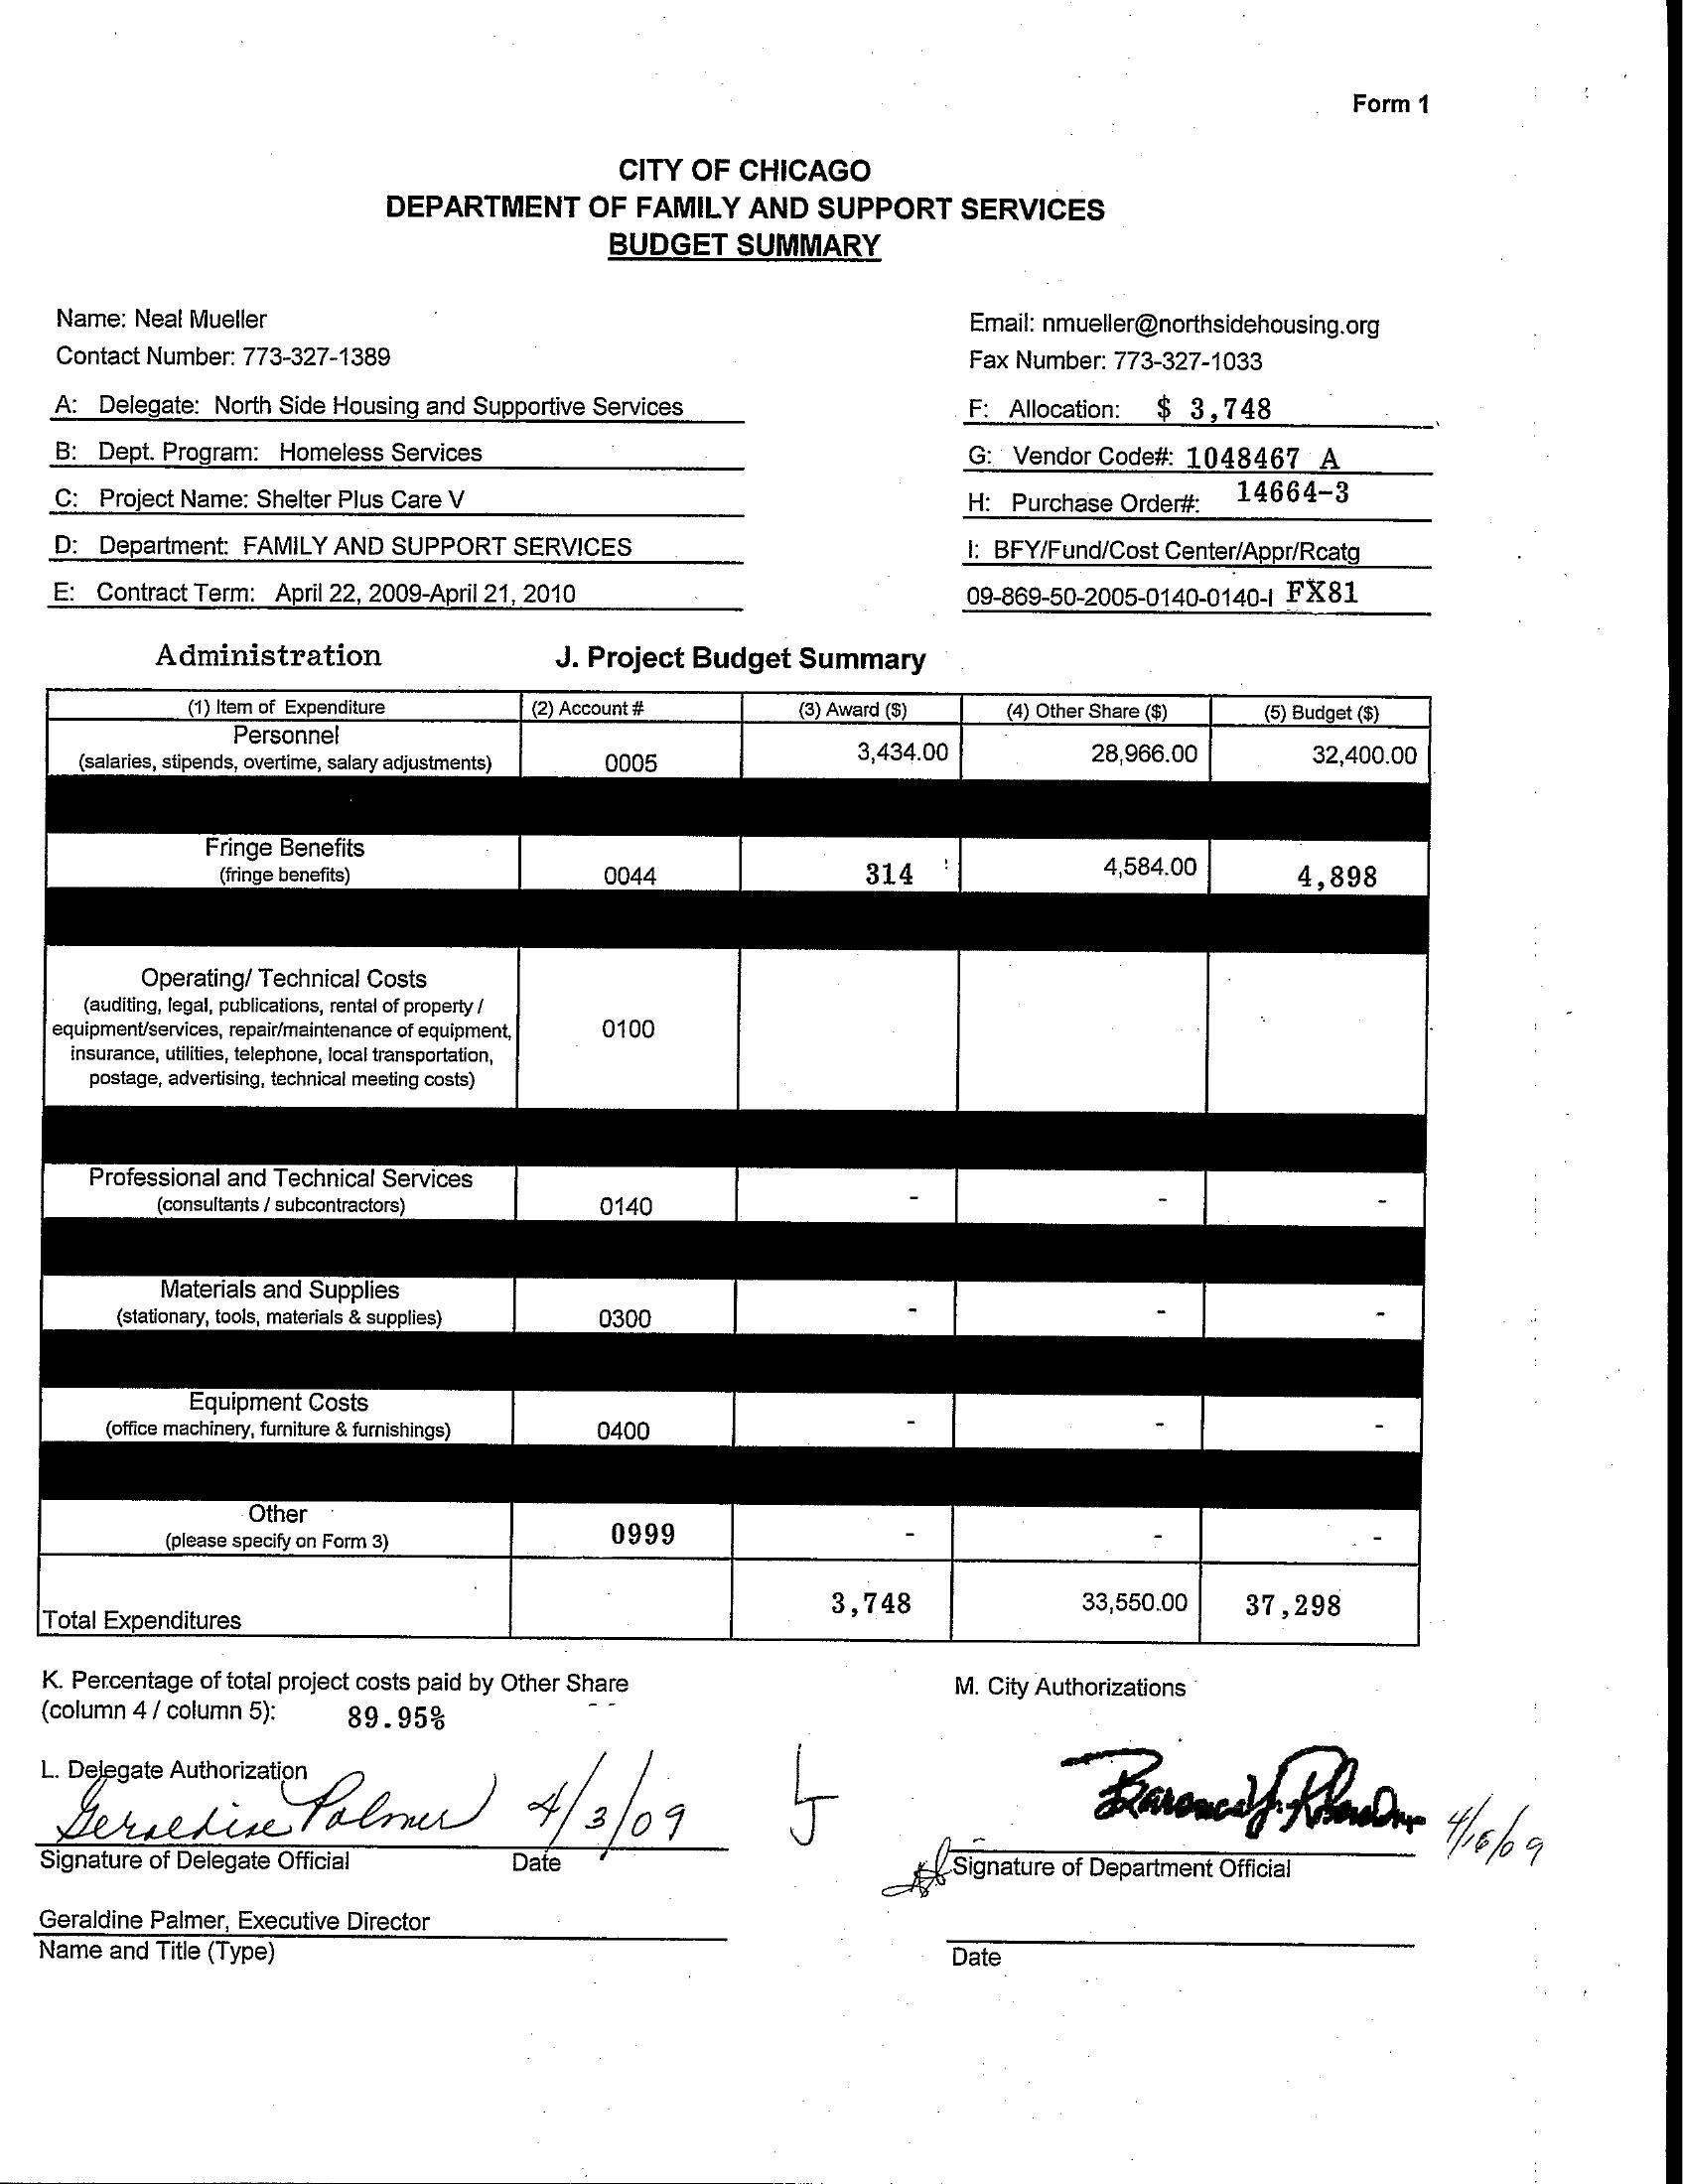 Form 1
CITY OF CHICAGO
DEPARTMENT OF FAMILY AND SUPPORT SERVICES
BUDGET SUMMARY
Name: Neal Mueller
Contact Number: 773-327-1389
Email: nmueller@northsidehousing.org
Fax Number: 773-327-1033
A: Delegate: North Side Housing and Supportive Services
B: Dept. Program: Homeless Services
C: Project Name: Shelter Plus Care V
D: Department: FAMILY AND SUPPORT SERVICES
E: Contract Term: April 22, 2009-April 21, 2010
F: Allocation: $ 3,748
G: Vendor Code#: 1048467 A
H: Purchase Order#: 14664-3
I: BFY/Fund/Cost Center/Appr/Rcatg
09-869-50-2005-0140-0140-I FX81
Administration J. Project Budget Summary
(1) Item of Expenditure (2) Account # (3) Award ($) (4) Other Share ($) (5) Budget ($)
Personnel
(salaries, stipends, overtime, salary adjustments) 0005 3,434.00 28,966.00 32,400.00
Fringe Benefits
(fringe benefits) 0044 314 4,584.00 4,898
Operating/ Technical Costs
(auditing, legal, publications, rental of property /
equipment/services, repair/maintenance of equipment, 0100
insurance, utilities, telephone, local transportation,
postage, advertising, technical meeting costs)
Professional and Technical Services
(consultants / subcontractors) 0140 - - -
Materials and Supplies
(stationary, tools, materials & supplies) 0300 - - -
Equipment Costs
(office machinery, furniture & furnishings) 0400 - - -
Other
(please specify on Form 3) 0999 - - -
Total Expenditures 3,748 33,550.00 37,298
K. Percentage of total project costs paid by Other Share
(column 4 / column 5): 89.95%
M. City Authorizations
L. Delegate Authorization
Geraldine Palmer 4/3/09
4/16/09
Signature of Delegate Official Date
Signature of Department Official
Geraldine Palmer, Executive Director
Name and Title (Type)
Date